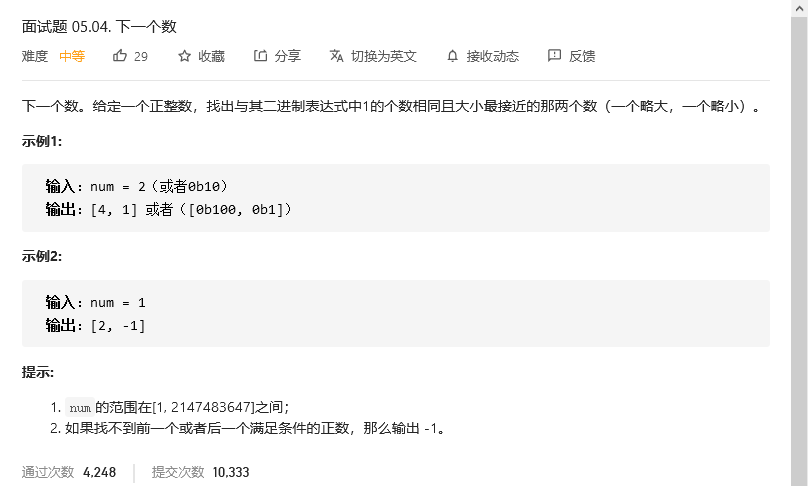 面试题 05.04. 下一个数
难度 中等 29 收藏 分享 切换为英文 接收动态 反馈
下一个数。给定一个正整数，找出与其二进制表达式中1的个数相同且大小最接近的那两个数（一个略大，一个略小）。
示例1:
输入：num = 2（或者0b10）
输出：[4, 1] 或者（[0b100, 0b1]）
示例2:
输入：num = 1
输出：[2, -1]
提示:
1. num的范围在[1, 2147483647]之间；
2. 如果找不到前一个或者后一个满足条件的正数，那么输出 -1。
通过次数 4,248 提交次数 10,333